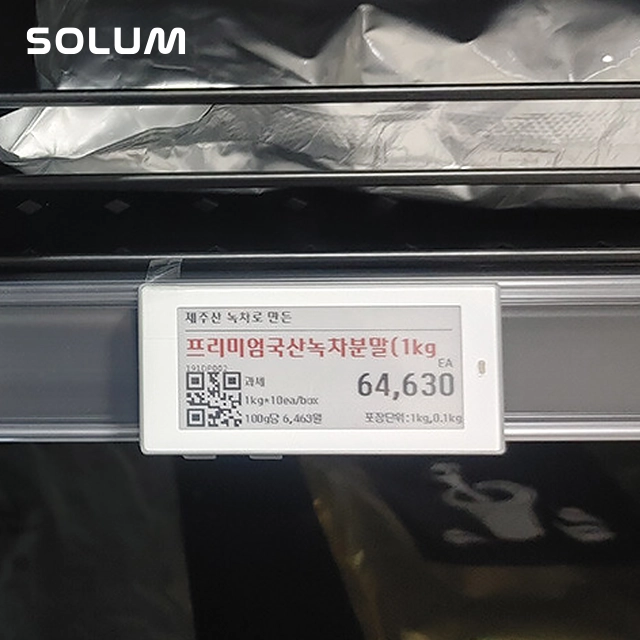 SOLUM
제주산 녹차로 만든
프리미엄국산녹차분말(1kg
EA
191DP002
과세
64,630
1kg*10ea/box
100g당 6,463원
포장단위:1kg,0.1kg